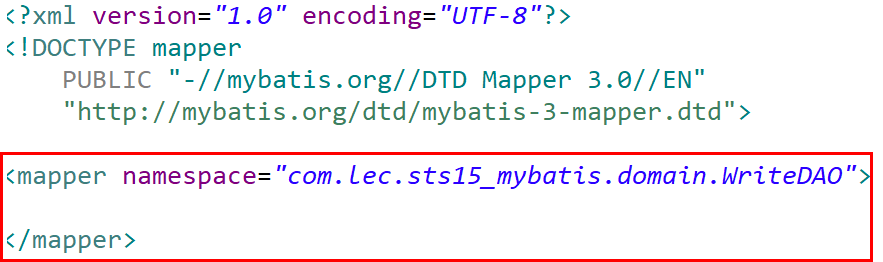 <?xml version="1.0" encoding="UTF-8"?>
<!DOCTYPE mapper
    PUBLIC "-//mybatis.org//DTD Mapper 3.0//EN"
    "http://mybatis.org/dtd/mybatis-3-mapper.dtd">
<mapper namespace="com.lec.sts15_mybatis.domain.WriteDAO">
</mapper>